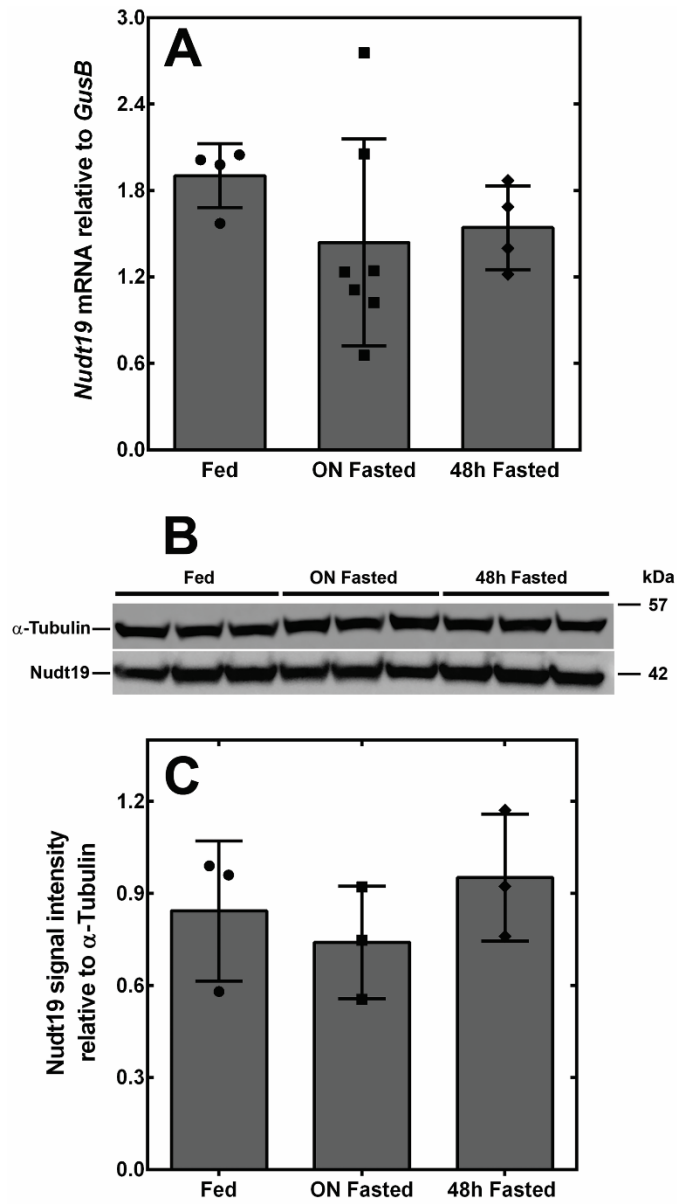 A
Nudt19 mRNA relative to GusB
3.0
2.4
1.8
1.2
0.6
0.0
Fed ON Fasted 48h Fasted
B
Fed ON Fasted 48h Fasted kDa
57
α-Tubulin
Nudt19
42
C
Nudt19 signal intensity
relative to α-Tubulin
1.2
0.9
0.6
0.3
0.0
Fed ON Fasted 48h Fasted